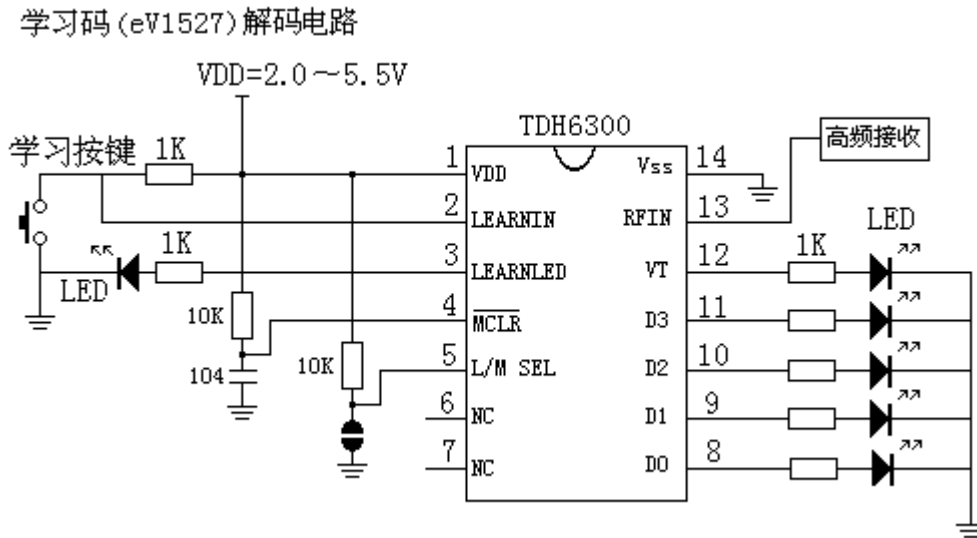 学习码(eV1527)解码电路
VDD=2.0～5.5V
TDH6300
高频接收
学习按键
1K
1
VDD
Vss
14
2
LEARNIN
RFIN
13
LED
1K
LED
3
LEARNLED
VT
12
1K
10K
4
MCLR
D3
11
104
10K
5
L/M SEL
D2
10
6
NC
D1
9
7
NC
D0
8